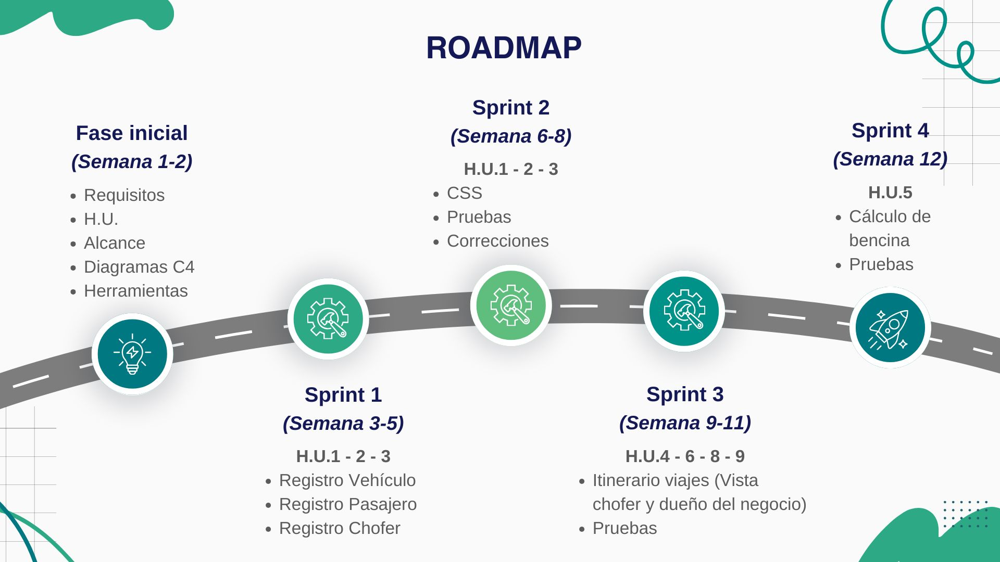 ROADMAP
Fase inicial
(Semana 1-2)
• Requisitos
• H.U.
• Alcance
• Diagramas C4
• Herramientas
Sprint 1
(Semana 3-5)
H.U.1 - 2 - 3
• Registro Vehículo
• Registro Pasajero
• Registro Chofer
Sprint 2
(Semana 6-8)
H.U.1 - 2 - 3
• CSS
• Pruebas
• Correcciones
Sprint 3
(Semana 9-11)
H.U.4 - 6 - 8 - 9
• Itinerario viajes (Vista
chofer y dueño del negocio)
• Pruebas
Sprint 4
(Semana 12)
H.U.5
• Cálculo de
bencina
• Pruebas